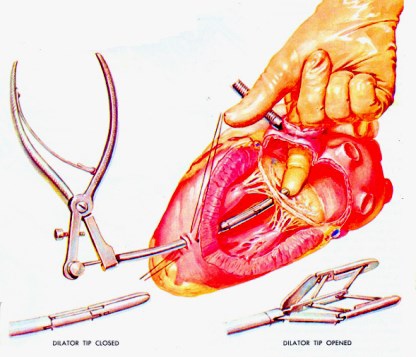 DILATOR TIP CLOSED
DILATOR TIP OPENED